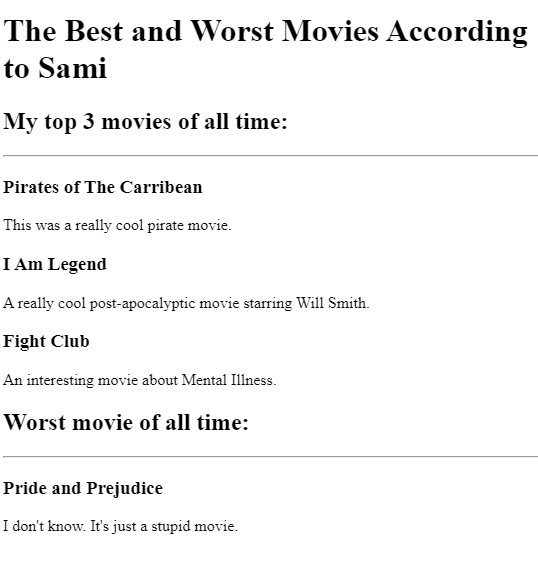 The Best and Worst Movies According
to Sami
My top 3 movies of all time:
Pirates of The Carribean
This was a really cool pirate movie.
I Am Legend
A really cool post-apocalyptic movie starring Will Smith.
Fight Club
An interesting movie about Mental Illness.
Worst movie of all time:
Pride and Prejudice
I don't know. It's just a stupid movie.